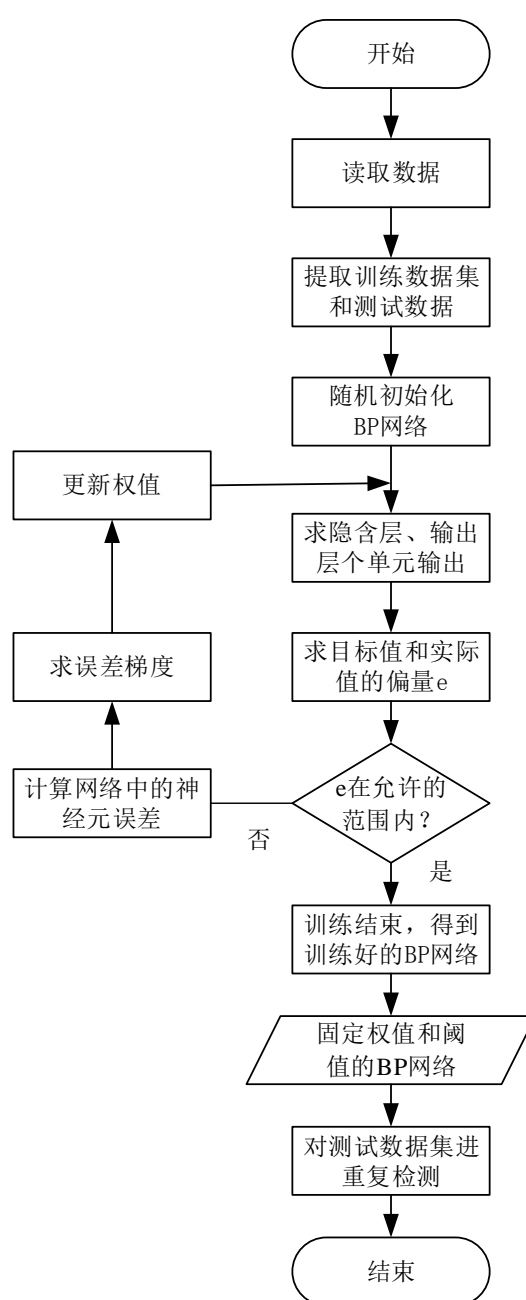 开始
读取数据
提取训练数据集
和测试数据
随机初始化
BP网络
更新权值
求隐含层、输出
层个单元输出
求误差梯度
求目标值和实际
值的偏量e
计算网络中的神
经元误差
e在允许的
范围内？
否
是
训练结束，得到
训练好的BP网络
固定权值和阈
值的BP网络
对测试数据集进
重复检测
结束